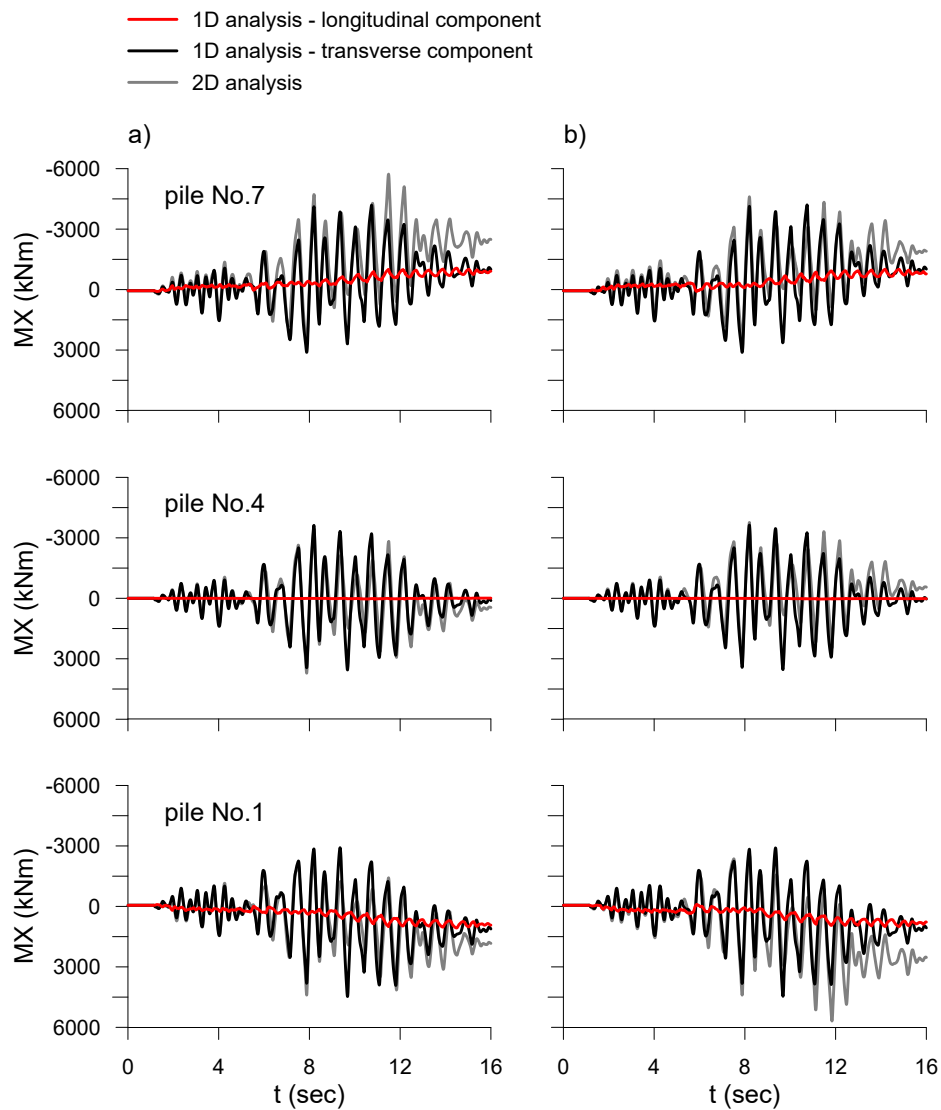 1D analysis - longitudinal component
1D analysis - transverse component
2D analysis
a)
b)
-6000
-3000
0
3000
6000
MX (kNm)
pile No.7
-6000
-3000
0
3000
6000
MX (kNm)
pile No.4
-6000
-3000
0
3000
6000
MX (kNm)
pile No.1
0 4 8 12 16
0 4 8 12 16
t (sec)
t (sec)